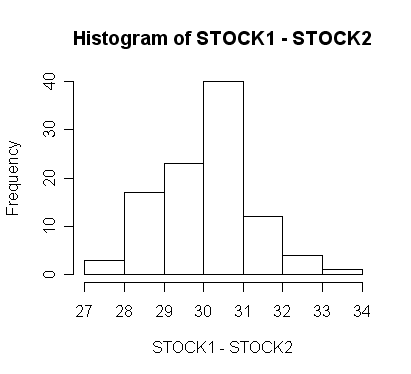 Histogram of STOCK1 - STOCK2
Frequency
40
30
20
10
0
27 28 29 30 31 32 33 34
STOCK1 - STOCK2